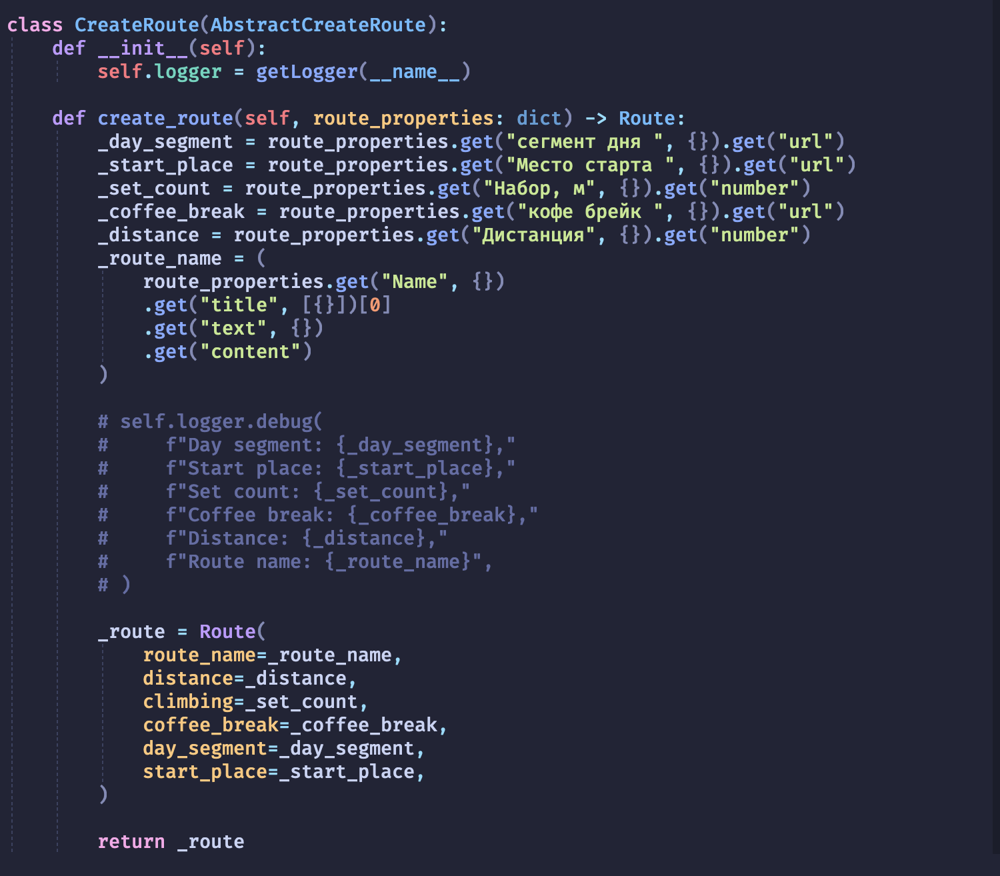 class CreateRoute(AbstractCreateRoute):
    def __init__(self):
        self.logger = getLogger(__name__)

    def create_route(self, route_properties: dict) -> Route:
        _day_segment = route_properties.get("сегмент дня ", {}).get("url")
        _start_place = route_properties.get("Место старта ", {}).get("url")
        _set_count = route_properties.get("Набор, м", {}).get("number")
        _coffee_break = route_properties.get("кофе брейк ", {}).get("url")
        _distance = route_properties.get("Дистанция", {}).get("number")
        _route_name = (
            route_properties.get("Name", {})
            .get("title", [{}])[0]
            .get("text", {})
            .get("content")
        )

        # self.logger.debug(
        #     f"Day segment: {_day_segment},"
        #     f"Start place: {_start_place},"
        #     f"Set count: {_set_count},"
        #     f"Coffee break: {_coffee_break},"
        #     f"Distance: {_distance},"
        #     f"Route name: {_route_name}",
        # )

        _route = Route(
            route_name=_route_name,
            distance=_distance,
            climbing=_set_count,
            coffee_break=_coffee_break,
            day_segment=_day_segment,
            start_place=_start_place,
        )

        return _route